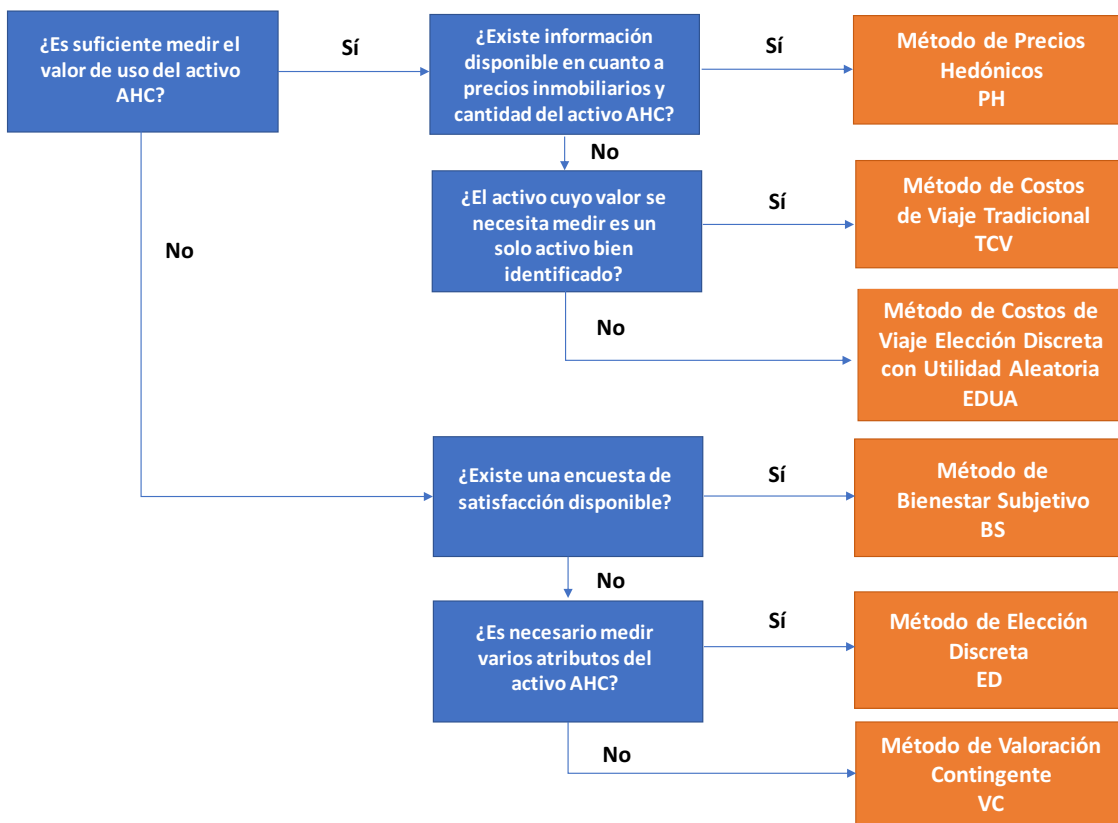 ¿Es suficiente medir el
valor de uso del activo
AHC?
Sí
¿Existe información
disponible en cuanto a
precios inmobiliarios y
cantidad del activo AHC?
Sí
Método de Precios
Hedónicos
PH
No
¿El activo cuyo valor se
necesita medir es un
solo activo bien
identificado?
Sí
Método de Costos
de Viaje Tradicional
TCV
No
No
Método de Costos de
Viaje Elección Discreta
con Utilidad Aleatoria
EDUA
¿Existe una encuesta de
satisfacción disponible?
Sí
Método de
Bienestar Subjetivo
BS
No
¿Es necesario medir
varios atributos del
activo AHC?
Sí
Método de Elección
Discreta
ED
No
Método de Valoración
Contingente
VC